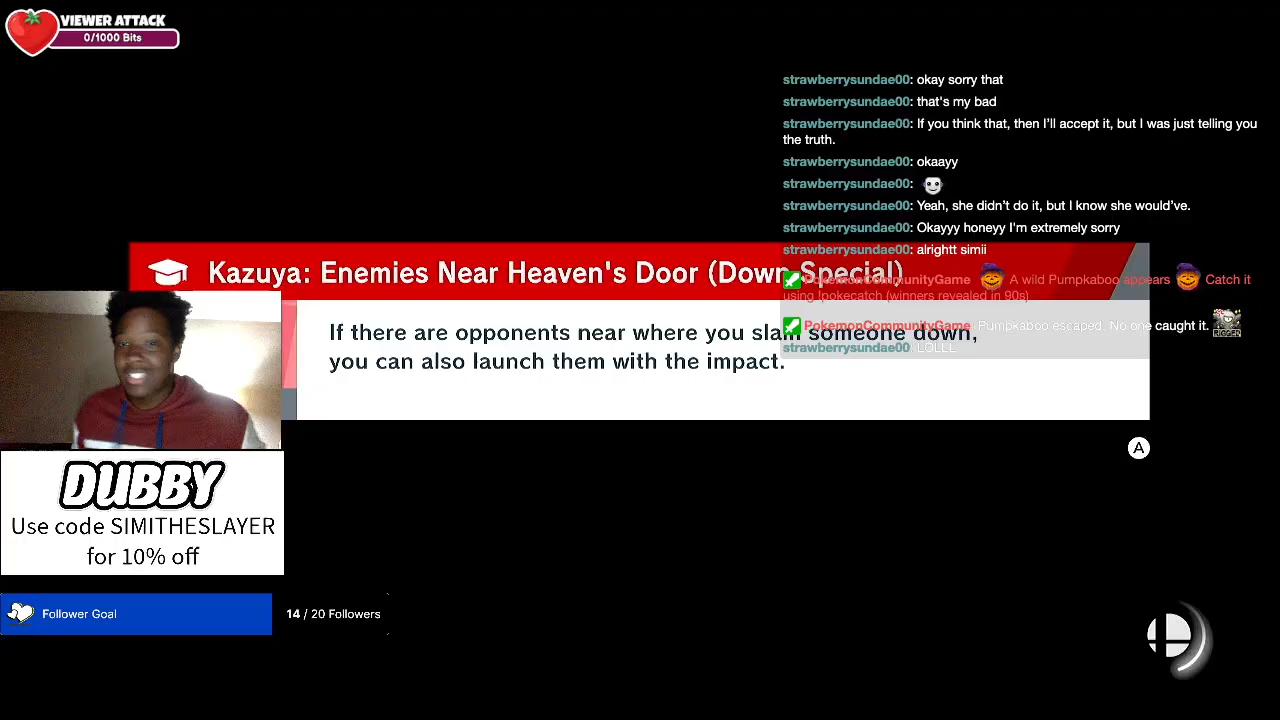 VIEWER ATTACK
0/1000 Bits
strawberrysundae00: okay sorry that
strawberrysundae00: that's my bad
strawberrysundae00: If you think that, then I'll accept it, but I was just telling you
the truth.
strawberrysundae00: okaayy
strawberrysundae00:
strawberrysundae00: Yeah, she didn't do it, but I know she would've.
strawberrysundae00: Okayyy honeyy I'm extremely sorry
strawberrysundae00: alrightt simii
Kazuya: Enemies Near Heaven's Door (Down Special)
PokemonCommunityGame A wild Pumpkaboo appears Catch it
using !pokecatch (winners revealed in 90s)
PokemonCommunityGame: Pumpkaboo escaped. No one caught it.
strawberrysundae00: LOLLL
If there are opponents near where you slam someone down,
you can also launch them with the impact.
A
DUBBY
Use code SIMITHESLAYER
for 10% off
Follower Goal
14 / 20 Followers